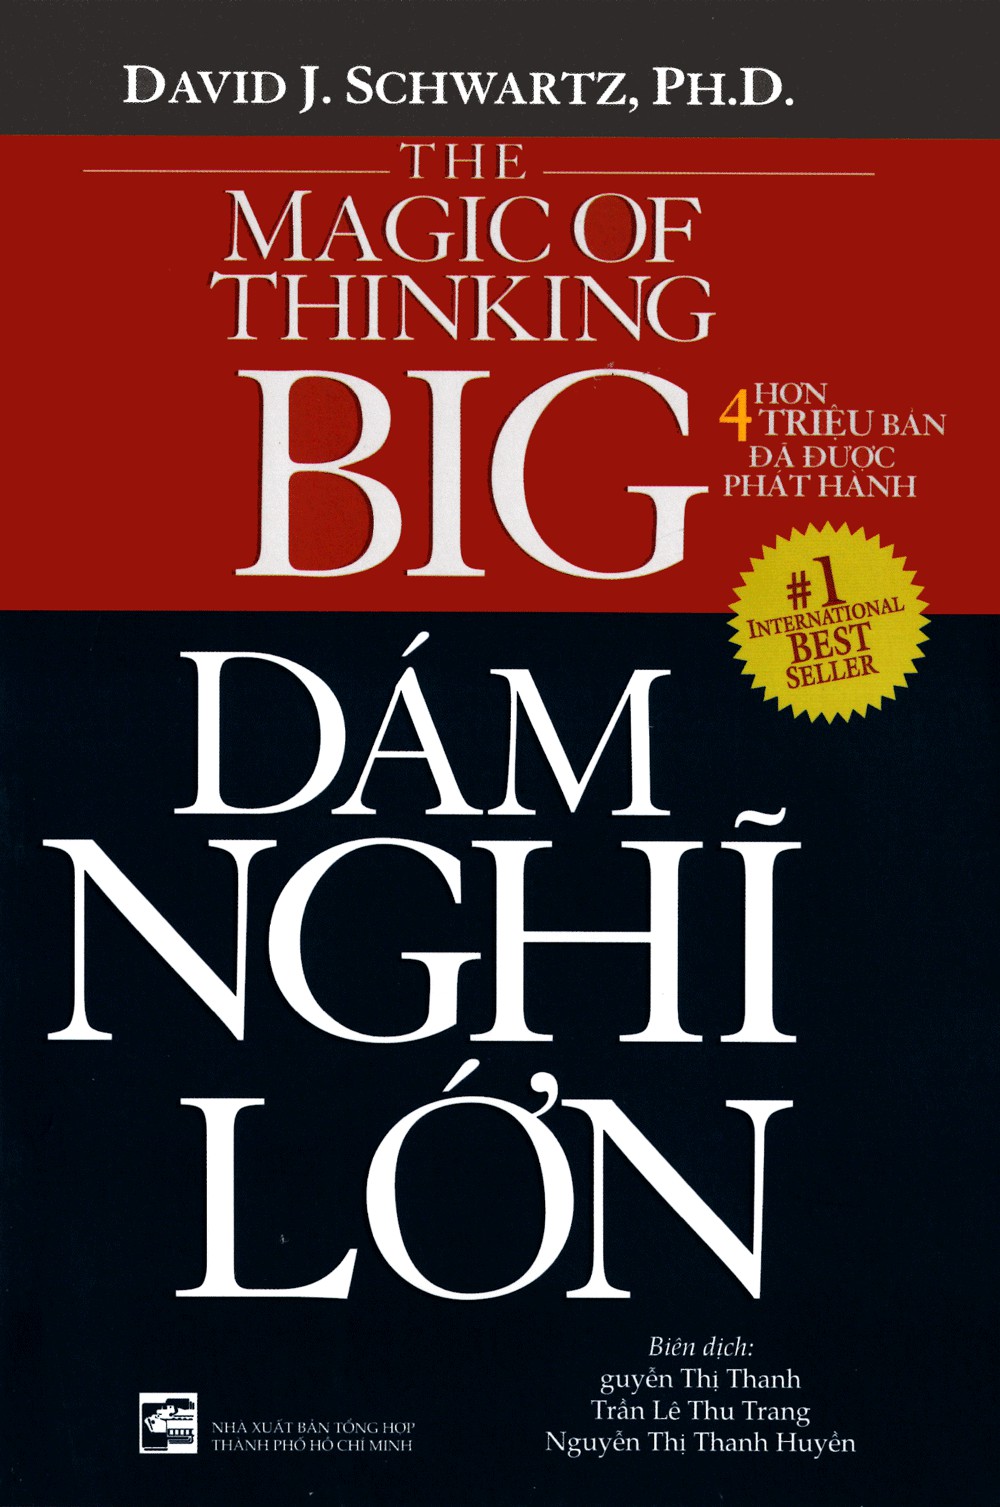 DAVID J. SCHWARTZ, PH.D.
THE
MAGIC OF
THINKING
BIG
4 HƠN
TRIỆU BẢN
ĐÃ ĐƯỢC
PHÁT HÀNH
#1
INTERNATIONAL
BEST
SELLER
DÁM
NGHĨ
LỚN
Biên dịch:
guyễn Thị Thanh
Trần Lê Thu Trang
Nguyễn Thị Thanh Huyền
NHÀ XUẤT BẢN TỔNG HỢP
THÀNH PHỐ HỒ CHÍ MINH